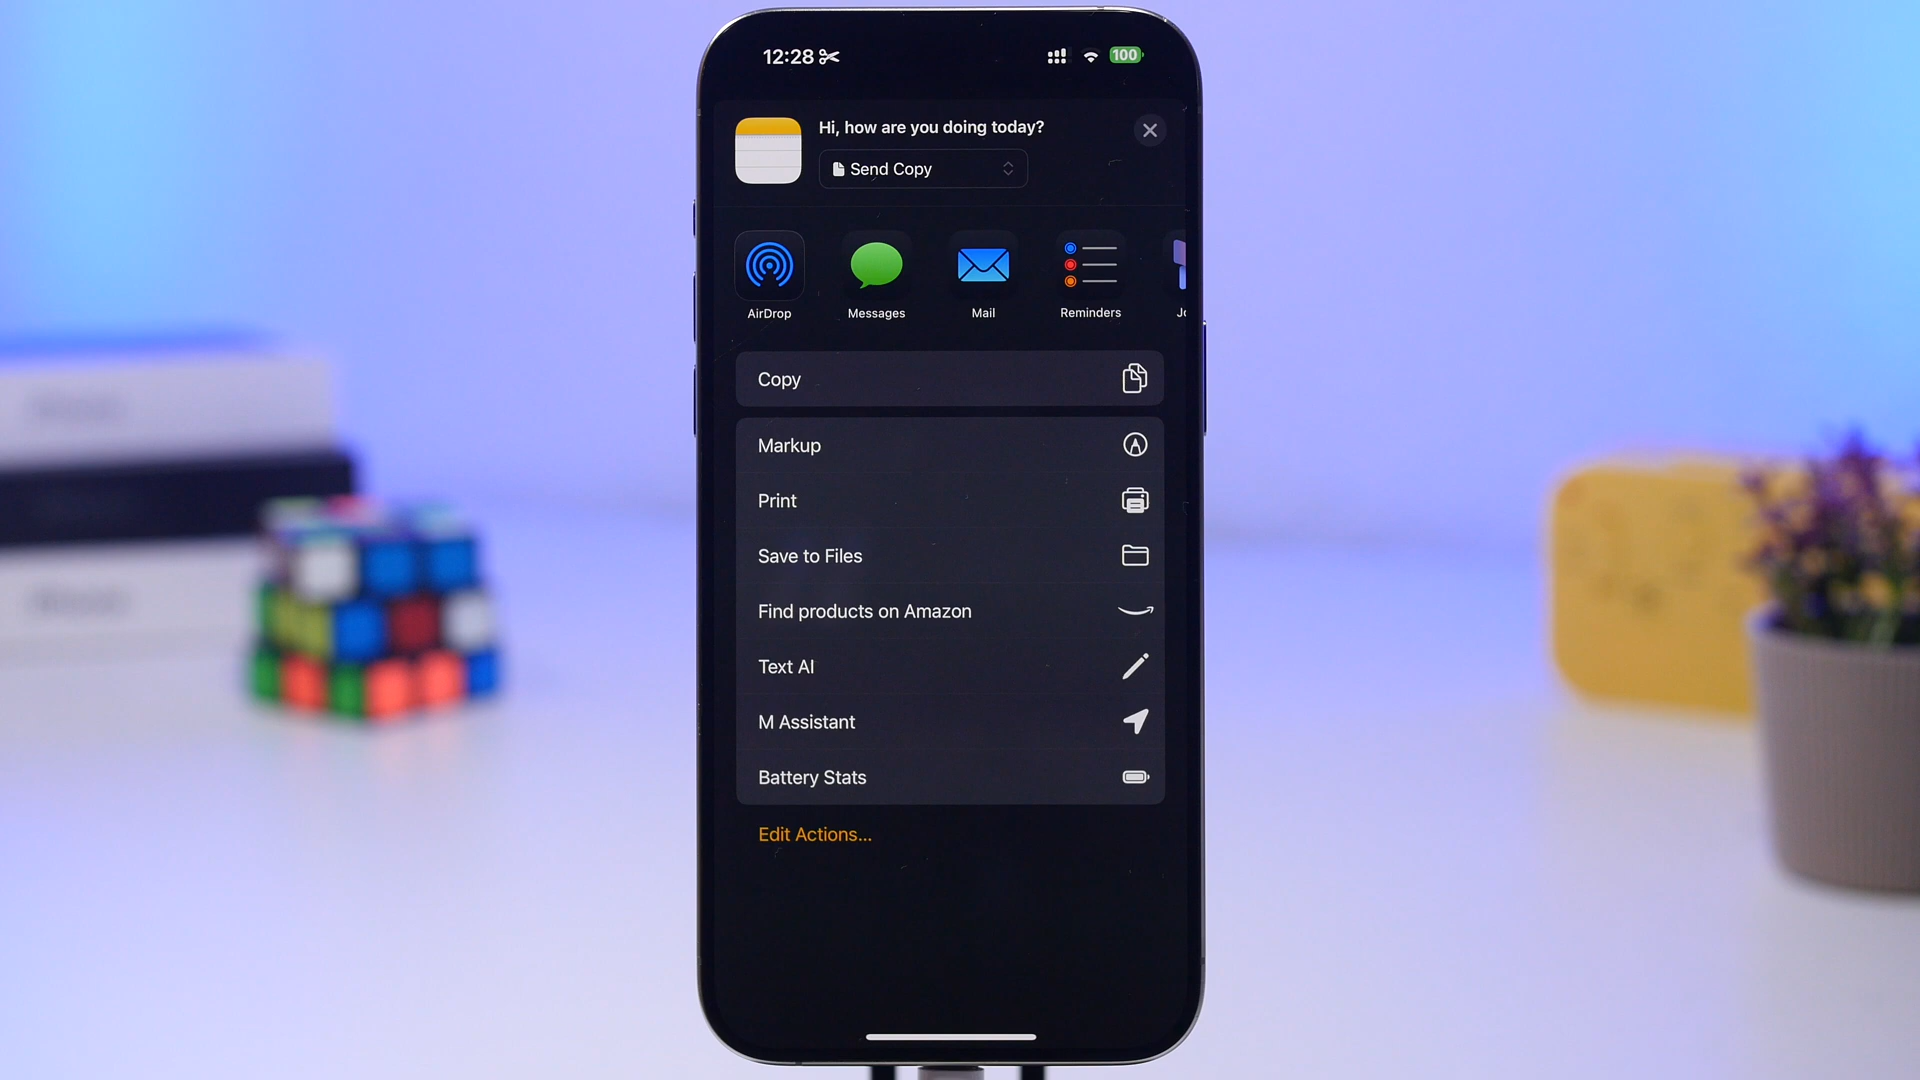 12:28
100
Hi, how are you doing today?
Send Copy
AirDrop
Messages
Mail
Reminders
Copy
Markup
Print
Save to Files
Find products on Amazon
Text AI
M Assistant
Battery Stats
Edit Actions...